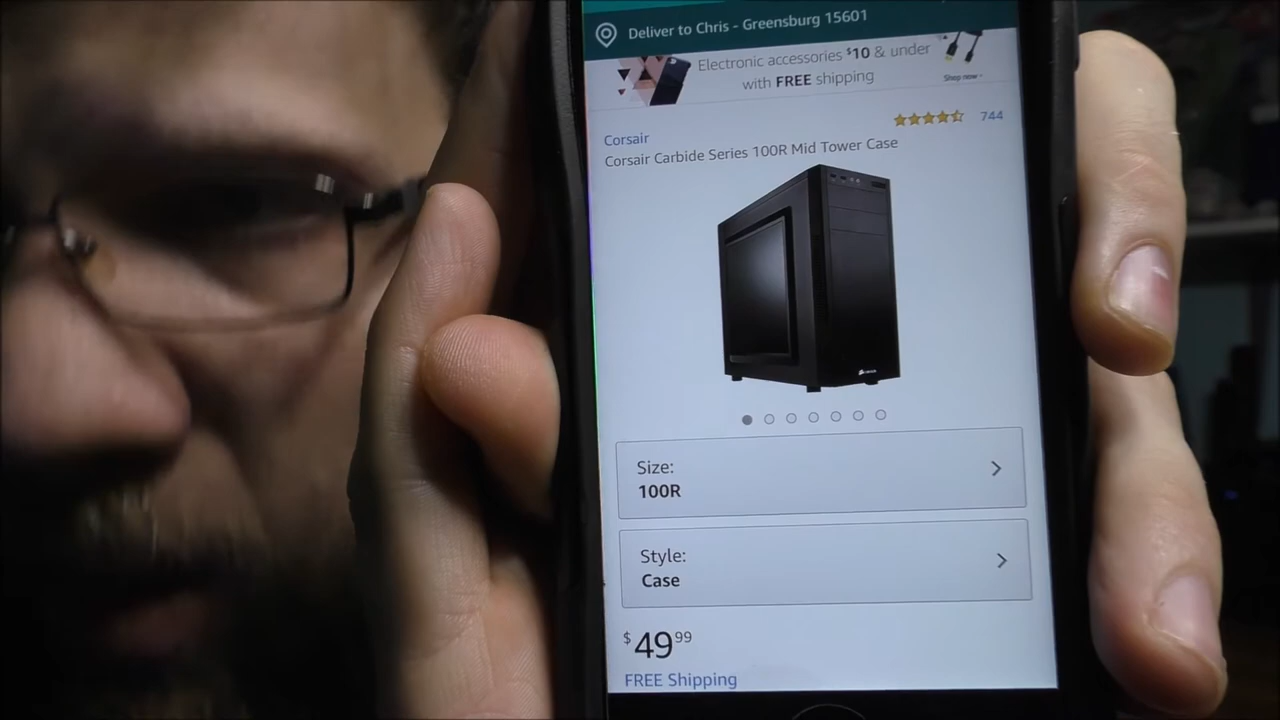 Deliver to Chris - Greensburg 15601
Electronic accessories $10 & under
with FREE shipping
Shop now
Corsair
744
Corsair Carbide Series 100R Mid Tower Case
Size:
100R
Style:
Case
$49.99
FREE Shipping